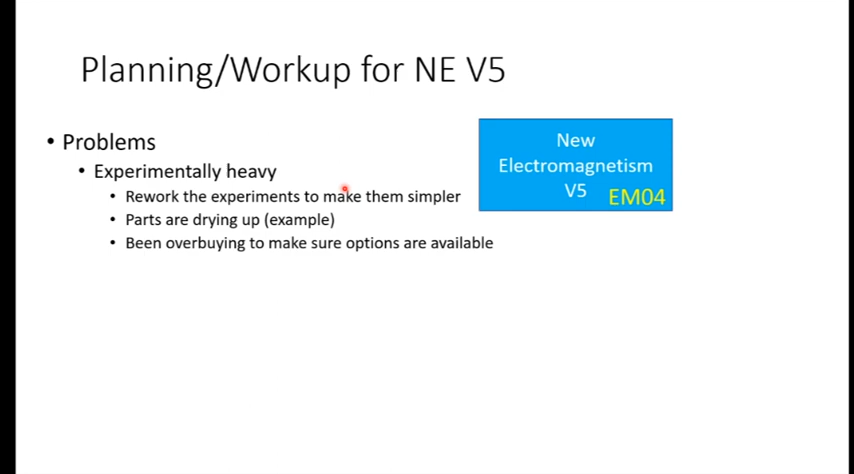 Planning/Workup for NE V5
• Problems
• Experimentally heavy
• Rework the experiments to make them simpler
• Parts are drying up (example)
• Been overbuying to make sure options are available
New
Electromagnetism
V5
EM04